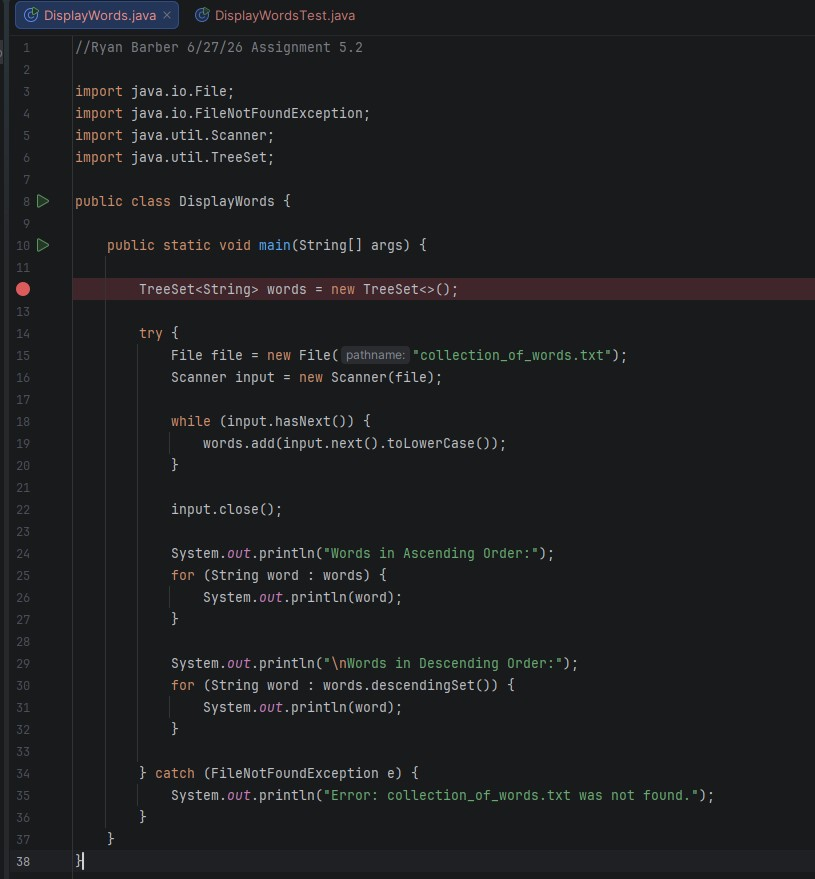 DisplayWords.java × DisplayWordsTest.java
1 //Ryan Barber 6/27/26 Assignment 5.2
2
3 import java.io.File;
4 import java.io.FileNotFoundException;
5 import java.util.Scanner;
6 import java.util.TreeSet;
7
8 public class DisplayWords {
9
10 public static void main(String[] args) {
11
TreeSet<String> words = new TreeSet<>();
13
14 try {
15 File file = new File( pathname: "collection_of_words.txt");
16 Scanner input = new Scanner(file);
17
18 while (input.hasNext()) {
19 words.add(input.next().toLowerCase());
20 }
21
22 input.close();
23
24 System.out.println("Words in Ascending Order:");
25 for (String word : words) {
26 System.out.println(word);
27 }
28
29 System.out.println("\nWords in Descending Order:");
30 for (String word : words.descendingSet()) {
31 System.out.println(word);
32 }
33
34 } catch (FileNotFoundException e) {
35 System.out.println("Error: collection_of_words.txt was not found.");
36 }
37 }
38 }